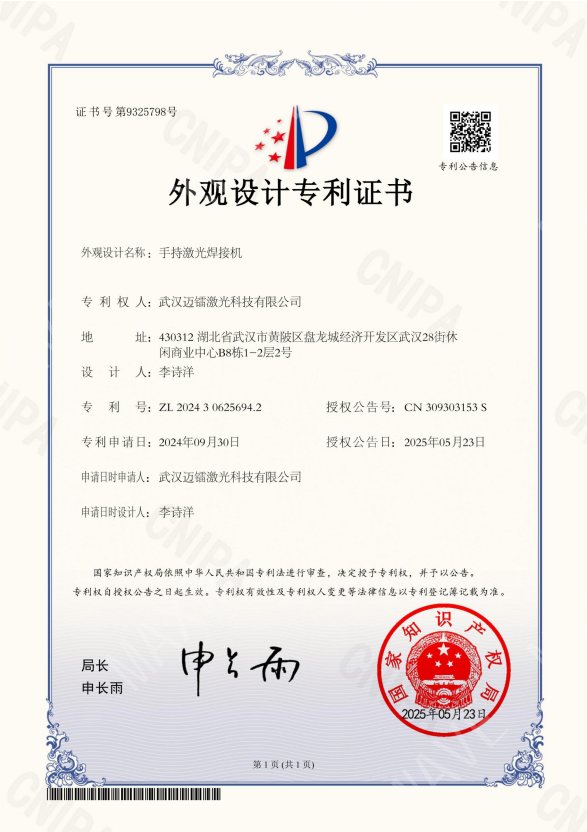 证书号第9325798号
专利公告信息
外观设计专利证书
外观设计名称：手持激光焊接机
专利权人：武汉迈镭激光科技有限公司
地址：430312 湖北省武汉市黄陂区盘龙城经济开发区武汉28街休
闲商业中心B8栋1-2层2号
设计人：李诗洋
专利号：ZL 2024 3 0625694.2 授权公告号：CN 309303153 S
专利申请日：2024年09月30日 授权公告日：2025年05月23日
申请日时申请人：武汉迈镭激光科技有限公司
申请日时设计人：李诗洋
国家知识产权局依照中华人民共和国专利法进行审查，决定授予专利权，并予以公告。
专利权自授权公告之日起生效。专利权有效性及专利权人变更等法律信息以专利登记簿记载为准。
局长
申长雨
申长雨
国家知识产权局
2025年05月23日
第1页(共1页)
CNIPA
CNIPA
CNIPA
CNIPA
CNIPA
CNIPA
CNIPA